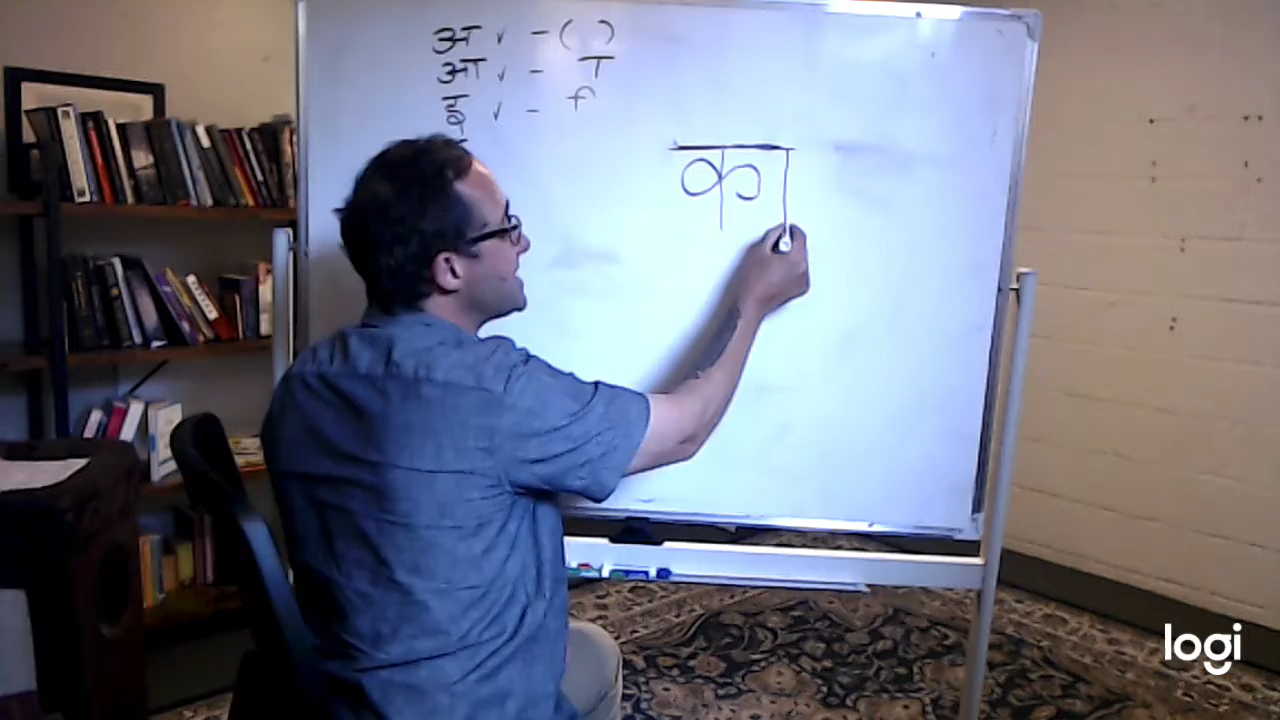 अ ✓ - ( )
आ ✓ - ा
इ ✓ - ि
का
logi